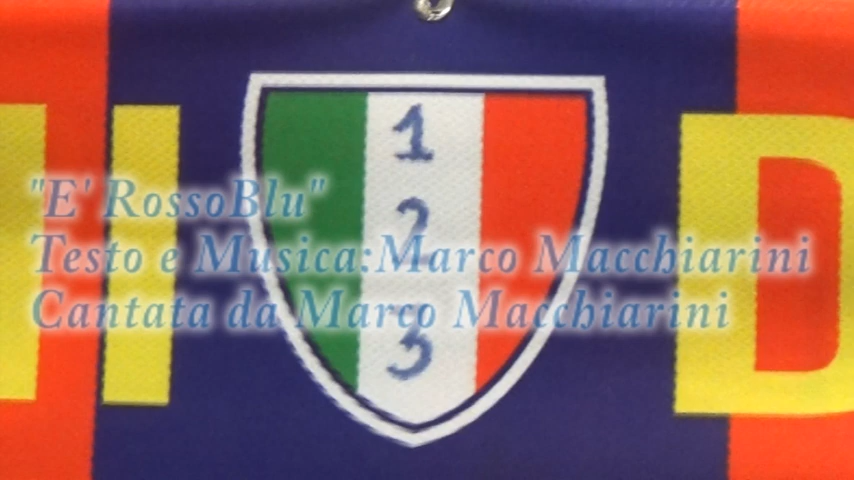 I D
1
2
3
"E' RossoBlu"
Testo e Musica:Marco Macchiarini
Cantata da Marco Macchiarini